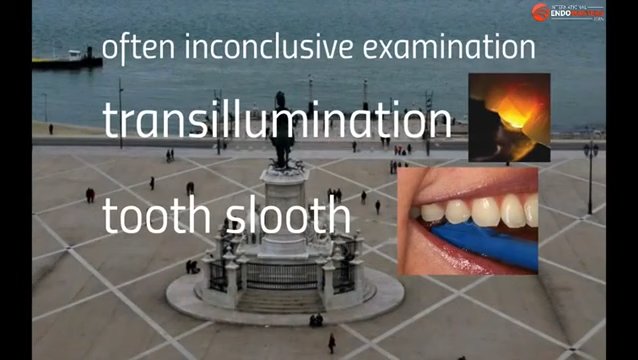 often inconclusive examination
transillumination
tooth slooth